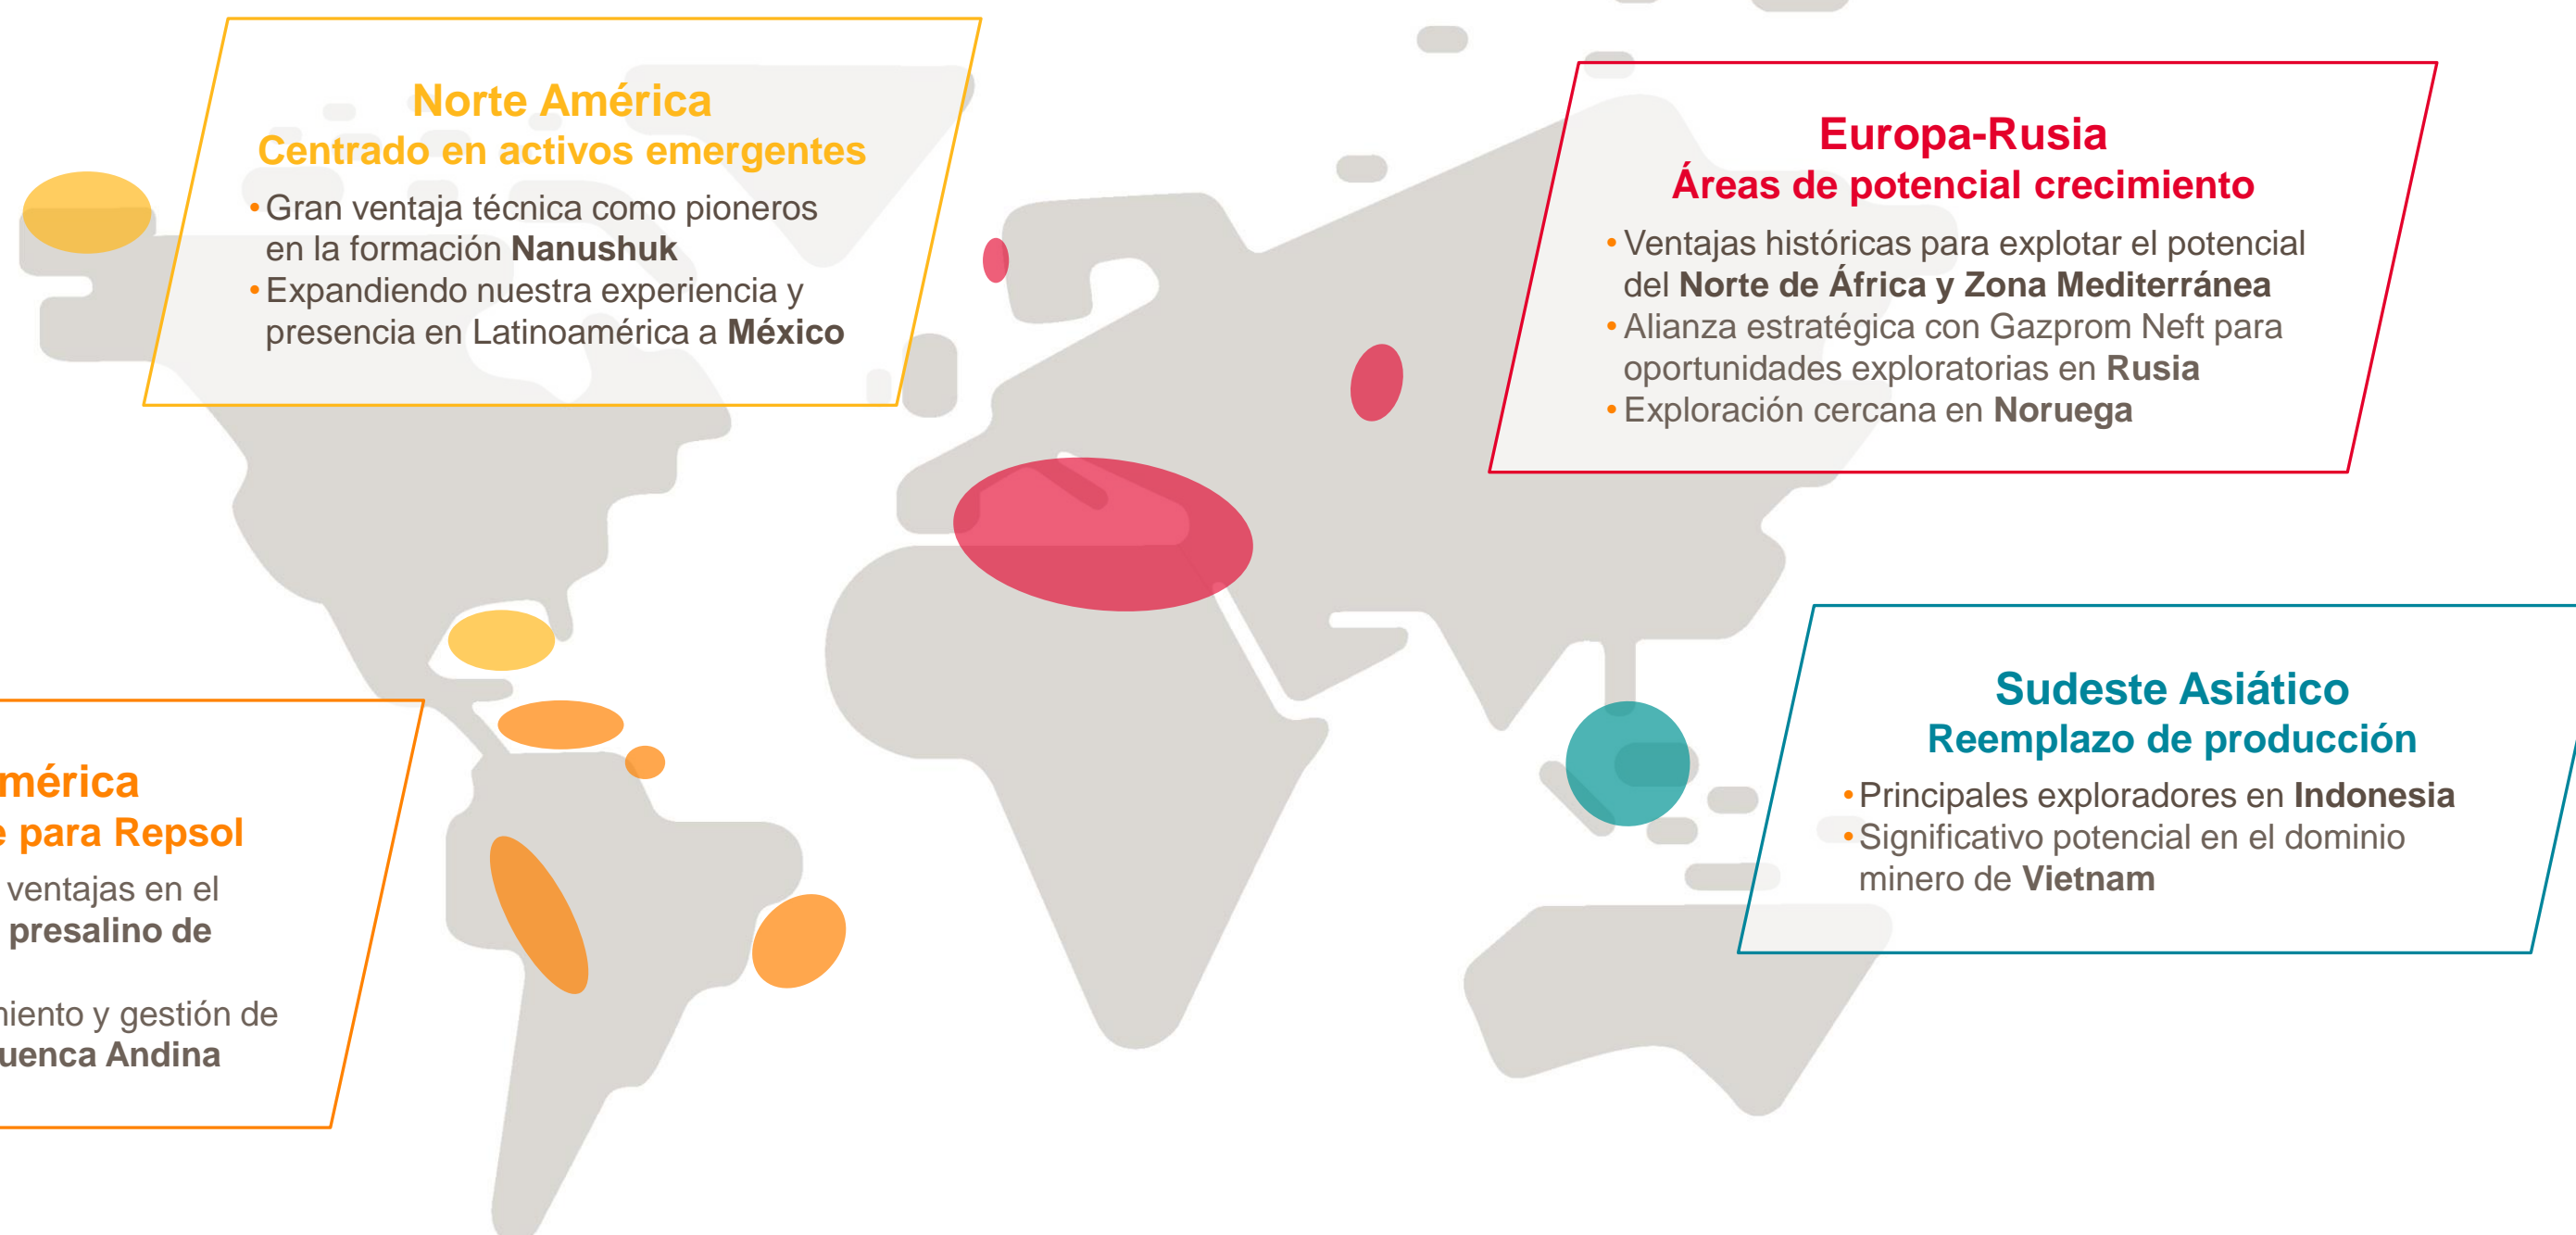 Norte América
Centrado en activos emergentes
• Gran ventaja técnica como pioneros
en la formación Nanushuk
• Expandiendo nuestra experiencia y
presencia en Latinoamérica a México
Europa-Rusia
Áreas de potencial crecimiento
• Ventajas históricas para explotar el potencial
del Norte de África y Zona Mediterránea
• Alianza estratégica con Gazprom Neft para
oportunidades exploratorias en Rusia
• Exploración cercana en Noruega
mérica
para Repsol
ventajas en el
presalino de
miento y gestión de
uenca Andina
Sudeste Asiático
Reemplazo de producción
• Principales exploradores en Indonesia
• Significativo potencial en el dominio
minero de Vietnam